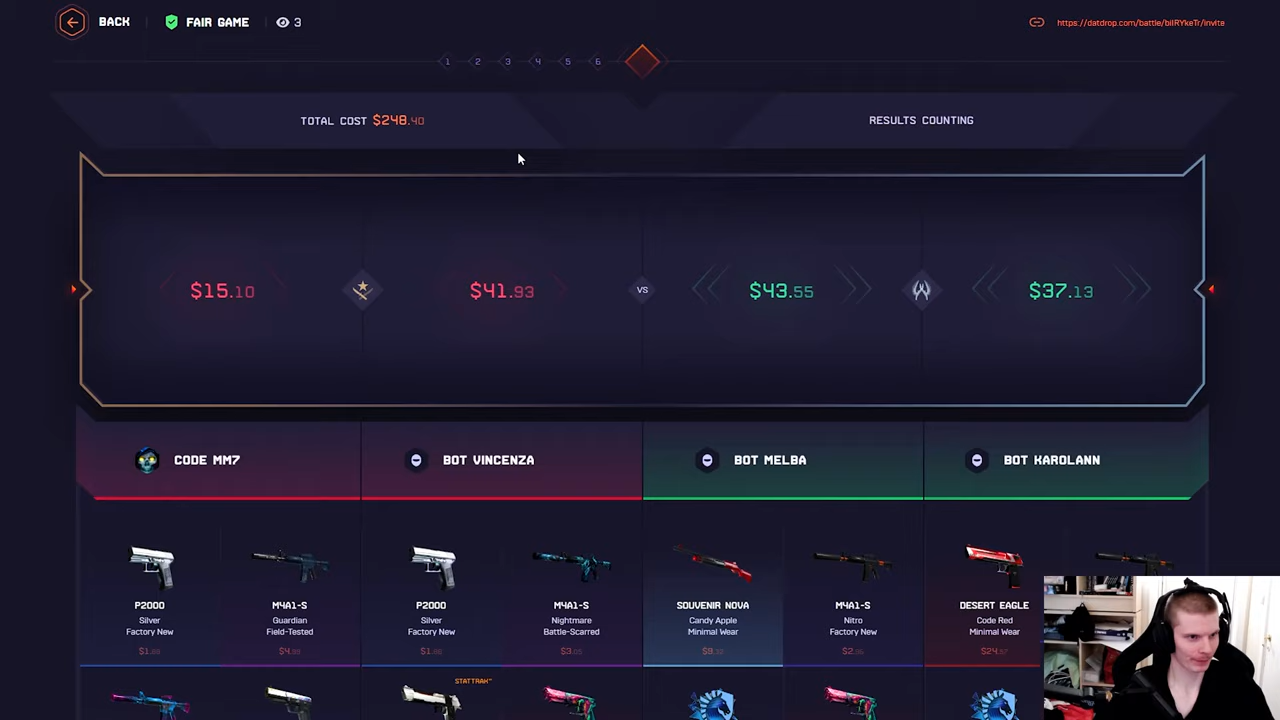 BACK
FAIR GAME
3
https://datdrop.com/battle/biIRYkeTr/invite
1 2 3 4 5 6
TOTAL COST $248.40
RESULTS COUNTING
$15.10
$41.93
VS
$43.55
$37.13
CODE MM7
BOT VINCENZA
BOT MELBA
BOT KAROLANN
P2000
Silver
Factory New
M4A1-S
Guardian
Field-Tested
P2000
Silver
Factory New
M4A1-S
Nightmare
Battle-Scarred
SOUVENIR NOVA
Candy Apple
Minimal Wear
M4A1-S
Nitro
Factory New
DESERT EAGLE
Code Red
Minimal Wear
STATTRAK™